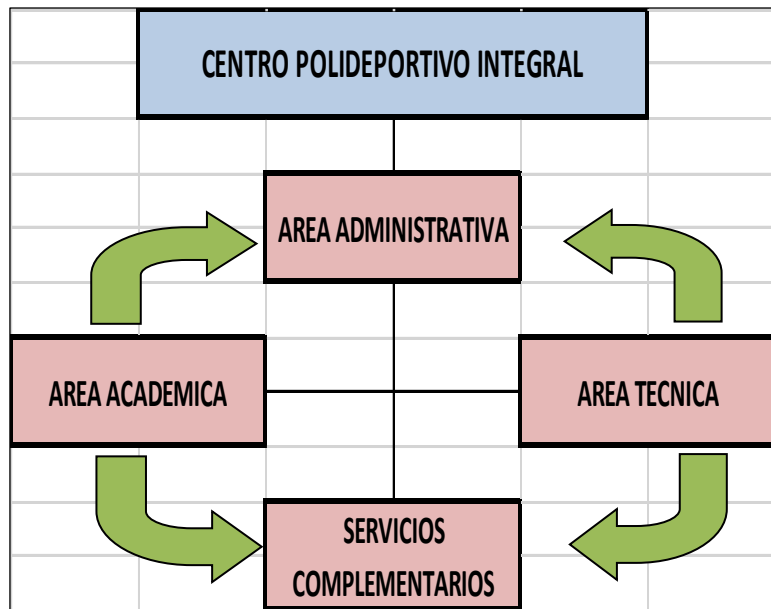 CENTRO POLIDEPORTIVO INTEGRAL
AREA ADMINISTRATIVA
AREA ACADEMICA
AREA TECNICA
SERVICIOS
COMPLEMENTARIOS